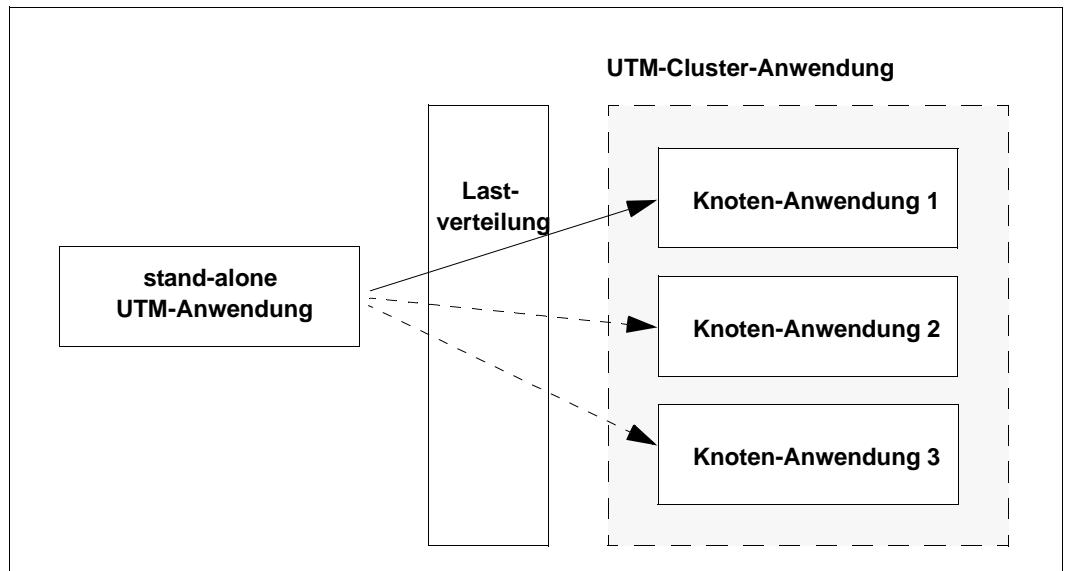 UTM-Cluster-Anwendung
Last-
verteilung
stand-alone
UTM-Anwendung
Knoten-Anwendung 1
Knoten-Anwendung 2
Knoten-Anwendung 3